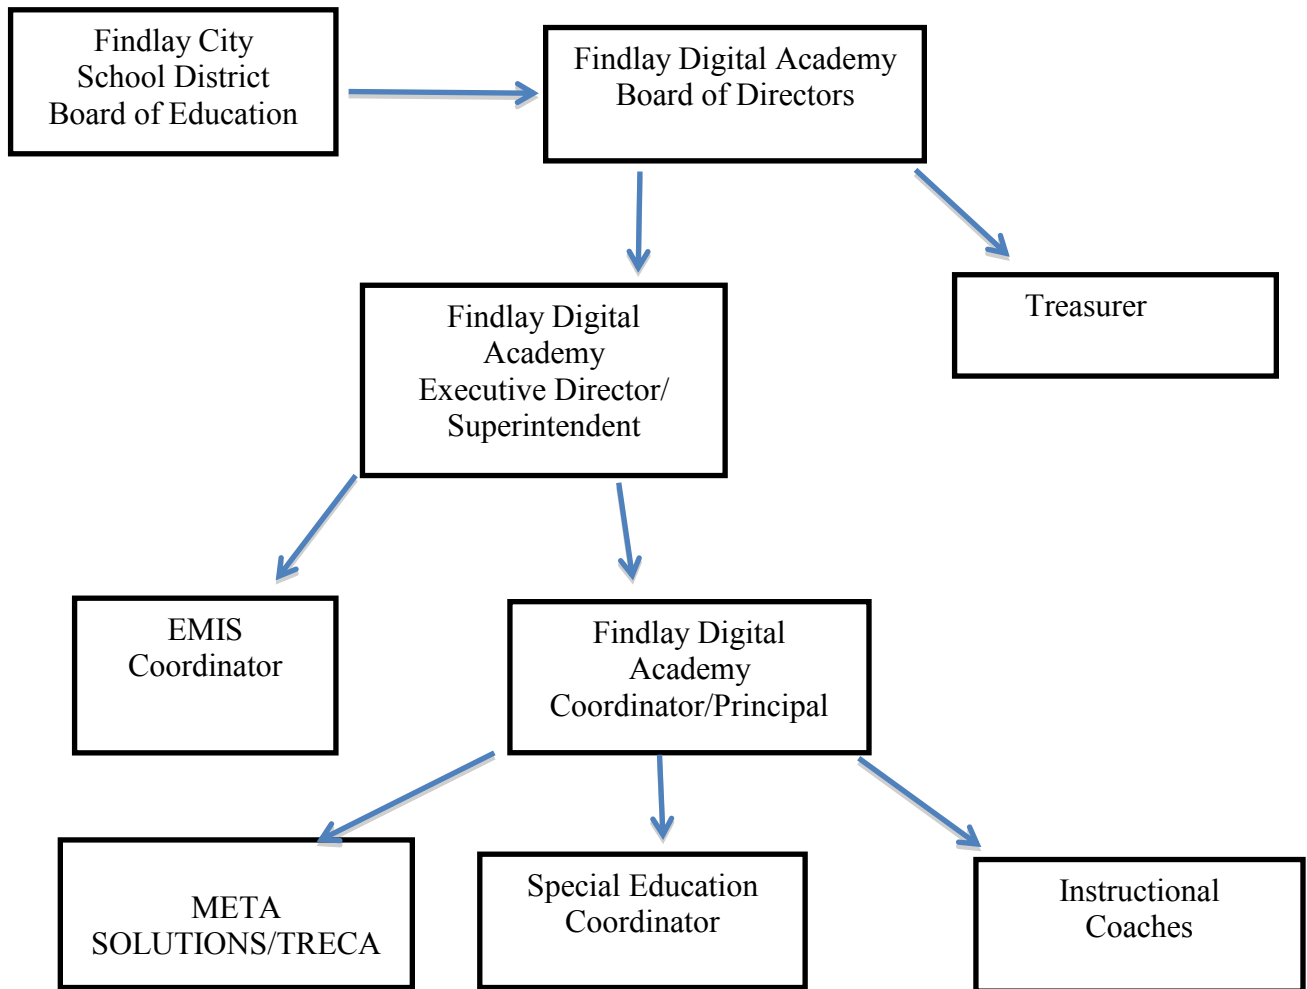 Findlay City
School District
Board of Education
Findlay Digital Academy
Board of Directors
Findlay Digital
Academy
Executive Director/
Superintendent
Treasurer
EMIS
Coordinator
Findlay Digital
Academy
Coordinator/Principal
META
SOLUTIONS/TRECA
Special Education
Coordinator
Instructional
Coaches